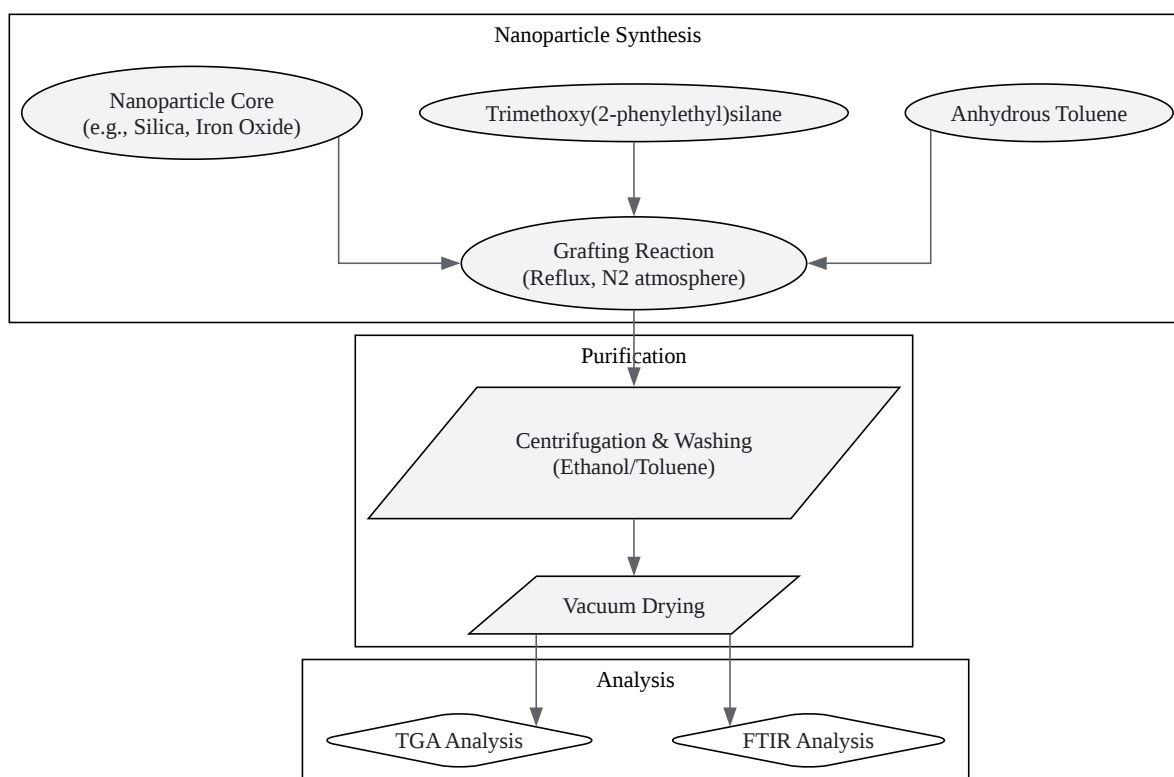 Nanoparticle Synthesis
Nanoparticle Core
(e.g., Silica, Iron Oxide)
Trimethoxy(2-phenylethyl)silane
Anhydrous Toluene
Grafting Reaction
(Reflux, N2 atmosphere)
Purification
Centrifugation & Washing
(Ethanol/Toluene)
Vacuum Drying
Analysis
TGA Analysis
FTIR Analysis